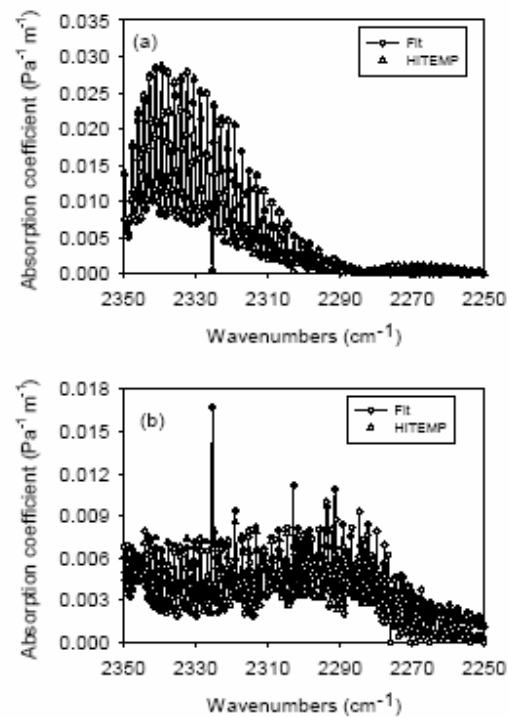 (a)
Fit
HITEMP
0.035
0.030
0.025
0.020
0.015
0.010
0.005
0.000
Absorption coefficient (Pa⁻¹ m⁻¹)
2350 2330 2310 2290 2270 2250
Wavenumbers (cm⁻¹)
(b)
Fit
HITEMP
0.018
0.015
0.012
0.009
0.006
0.003
0.000
Absorption coefficient (Pa⁻¹ m⁻¹)
2350 2330 2310 2290 2270 2250
Wavenumbers (cm⁻¹)